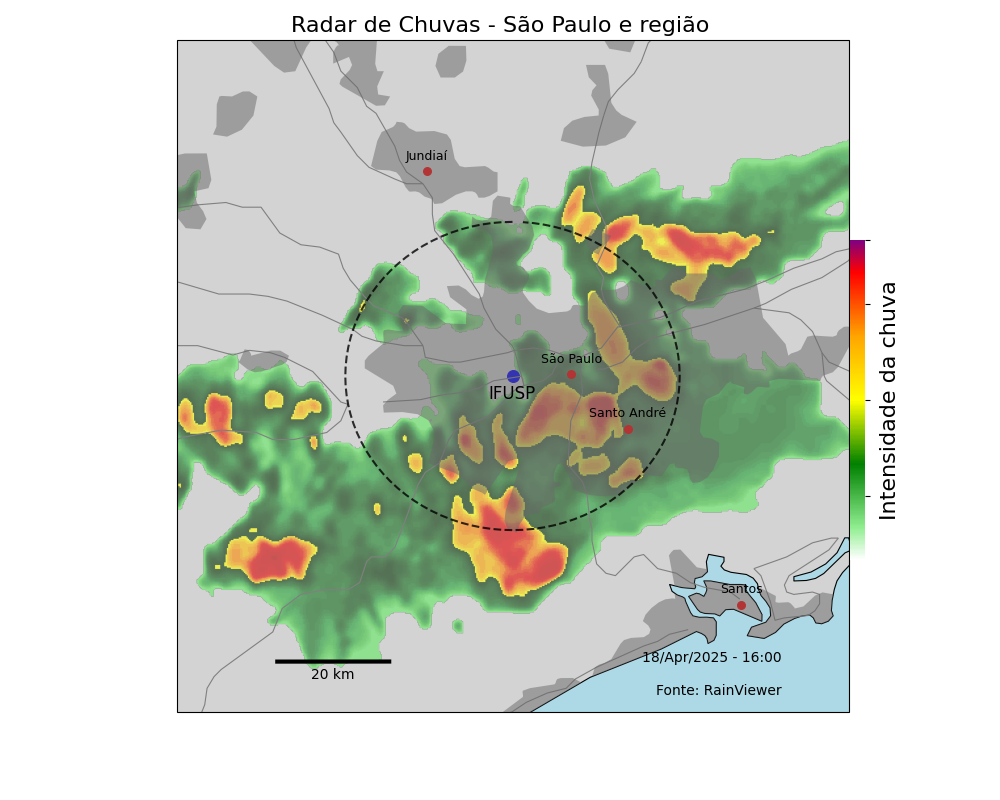 Radar de Chuvas - São Paulo e região
Jundiaí
São Paulo
IFUSP
Santo André
Intensidade da chuva
Santos
18/Apr/2025 - 16:00
20 km
Fonte: RainViewer